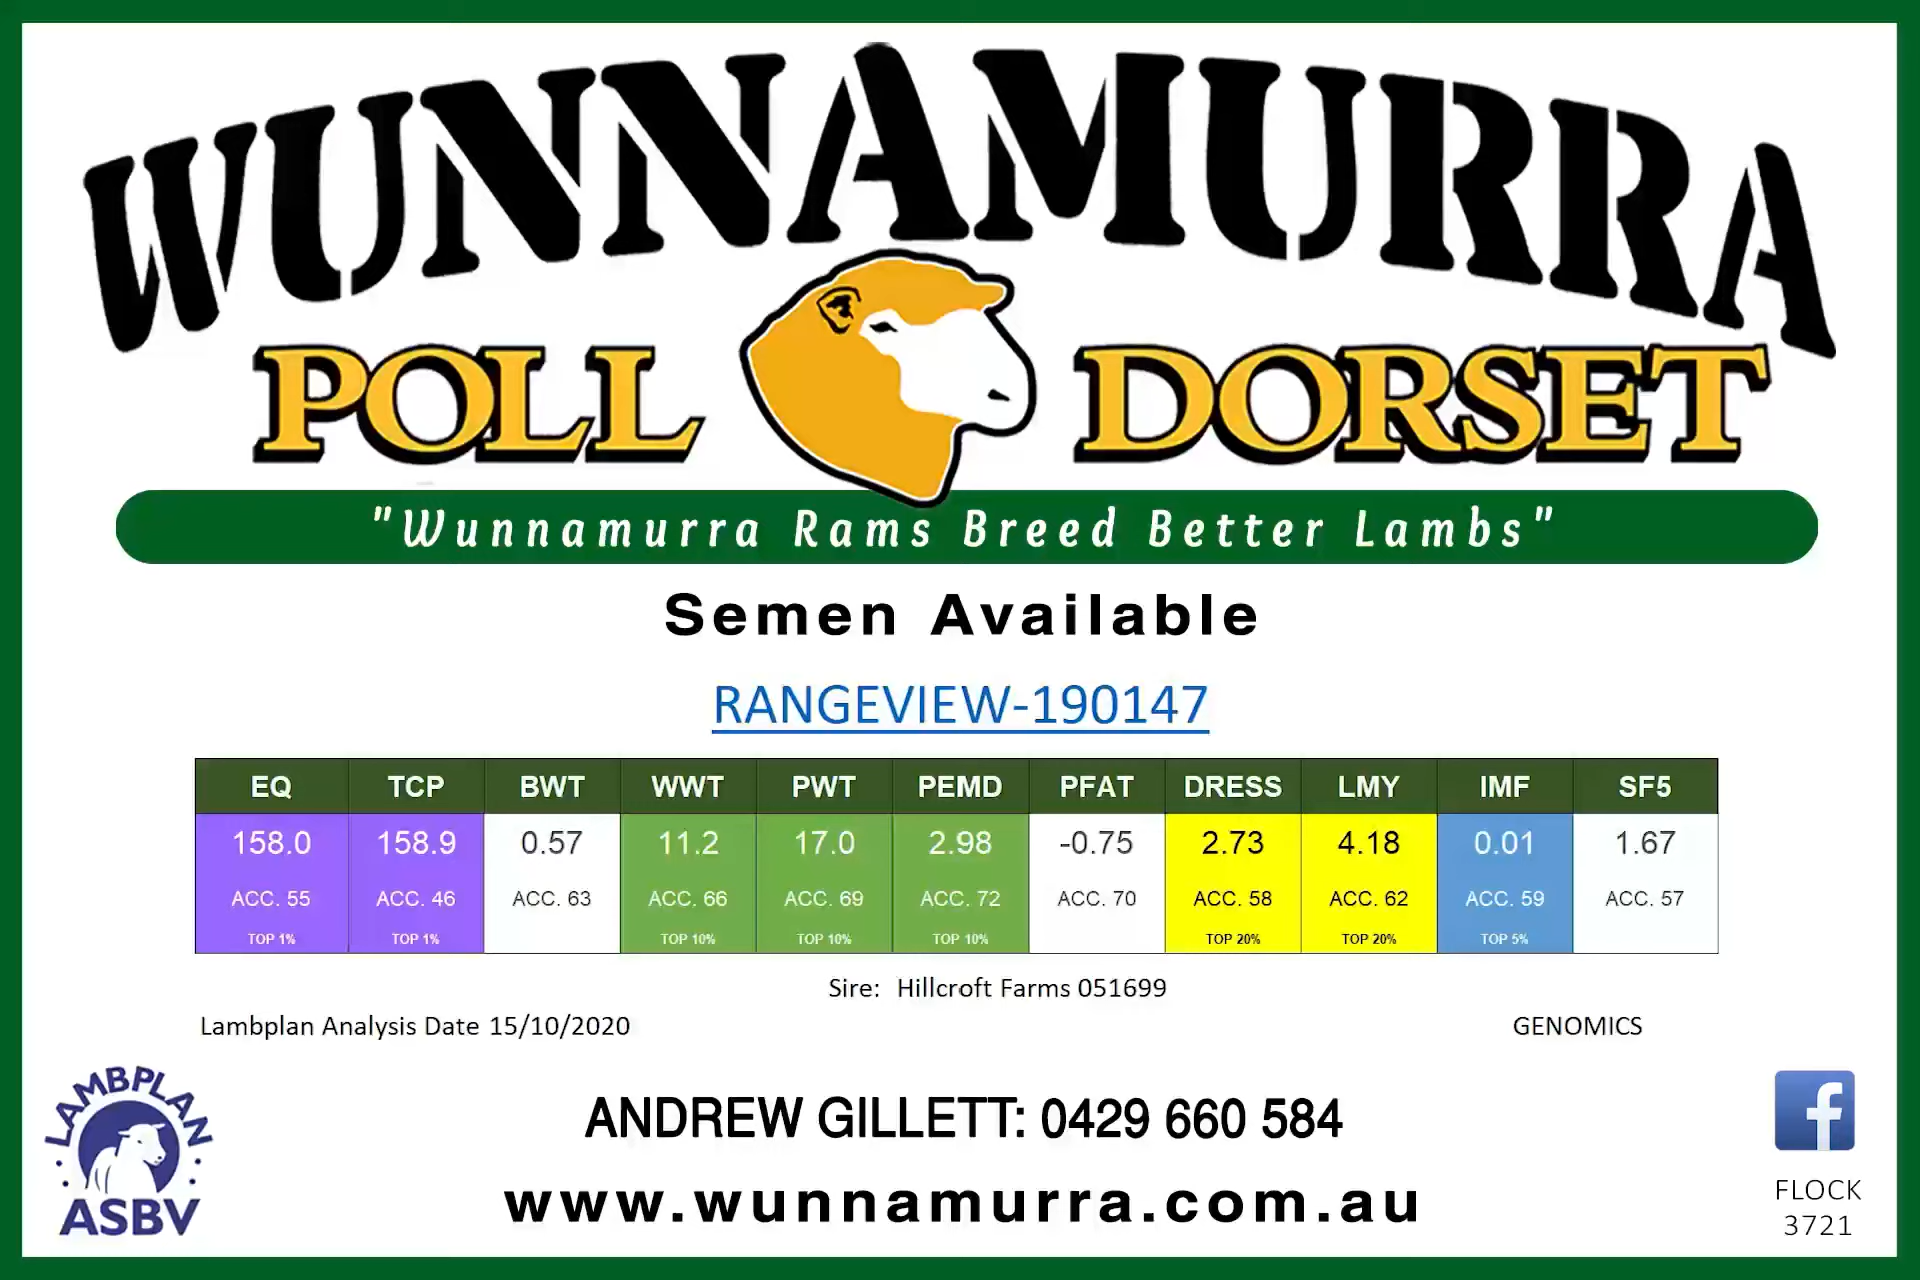 WUNNAMURRA
POLL DORSET
"Wunnamurra Rams Breed Better Lambs"
Semen Available
RANGEVIEW-190147
EQ TCP BWT WWT PWT PEMD PFAT DRESS LMY IMF SF5
158.0 158.9 0.57 11.2 17.0 2.98 -0.75 2.73 4.18 0.01 1.67
ACC. 55 ACC. 46 ACC. 63 ACC. 66 ACC. 69 ACC. 72 ACC. 70 ACC. 58 ACC. 62 ACC. 59 ACC. 57
TOP 1% TOP 1% TOP 10% TOP 10% TOP 10% TOP 20% TOP 20% TOP 5%
Sire: Hillcroft Farms 051699
Lambplan Analysis Date 15/10/2020 GENOMICS
LAMBPLAN
ASBV
ANDREW GILLETT: 0429 660 584
www.wunnamurra.com.au
f
FLOCK
3721